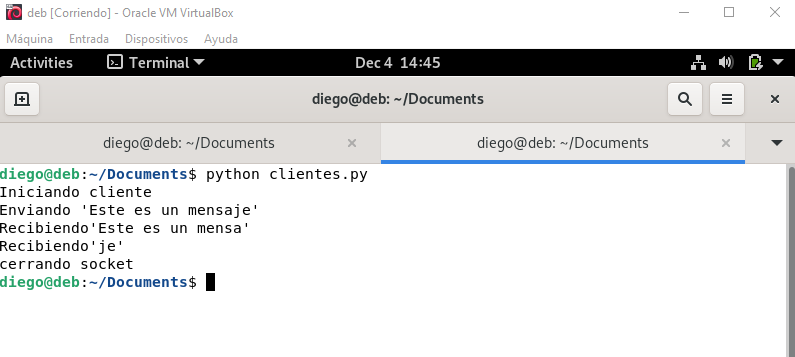 deb [Corriendo] - Oracle VM VirtualBox
Máquina Entrada Dispositivos Ayuda
Activities Terminal Dec 4 14:45
diego@deb: ~/Documents
diego@deb: ~/Documents diego@deb: ~/Documents
diego@deb:~/Documents$ python clientes.py
Iniciando cliente
Enviando 'Este es un mensaje'
Recibiendo'Este es un mensa'
Recibiendo'je'
cerrando socket
diego@deb:~/Documents$